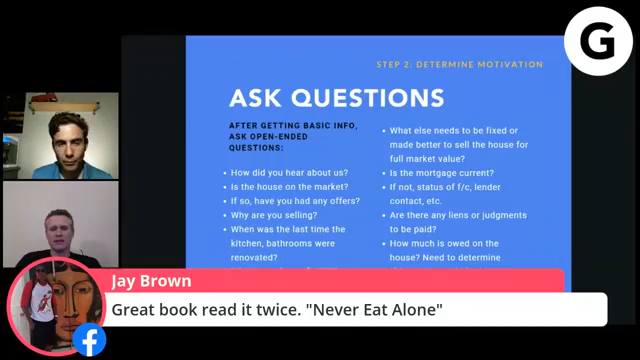 G
STEP 2: DETERMINE MOTIVATION
ASK QUESTIONS
AFTER GETTING BASIC INFO,
ASK OPEN-ENDED
QUESTIONS:
• How did you hear about us?
• Is the house on the market?
• If so, have you had any offers?
• Why are you selling?
• When was the last time the
kitchen, bathrooms were
renovated?
• What else needs to be fixed or
made better to sell the house for
full market value?
• Is the mortgage current?
• If not, status of f/c, lender
contact, etc.
• Are there any liens or judgments
to be paid?
• How much is owed on the
house? Need to determine
Jay Brown
Great book read it twice. "Never Eat Alone"